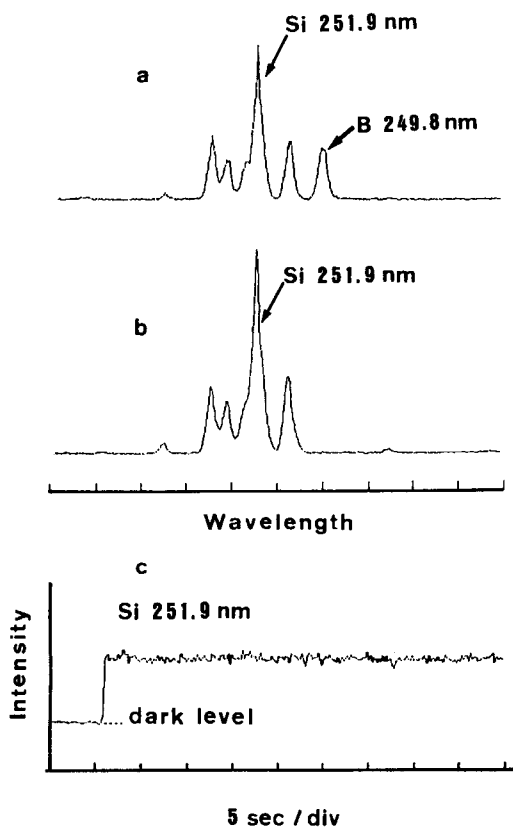 Si 251.9 nm
a
B 249.8 nm
Si 251.9 nm
b
Wavelength
c
Si 251.9 nm
Intensity
dark level
5 sec / div